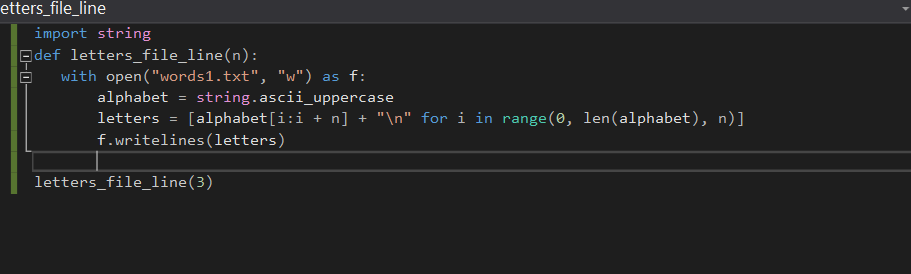 etters_file_line
import string
def letters_file_line(n):
   with open("words1.txt", "w") as f:
       alphabet = string.ascii_uppercase
       letters = [alphabet[i:i + n] + "\n" for i in range(0, len(alphabet), n)]
       f.writelines(letters)
letters_file_line(3)